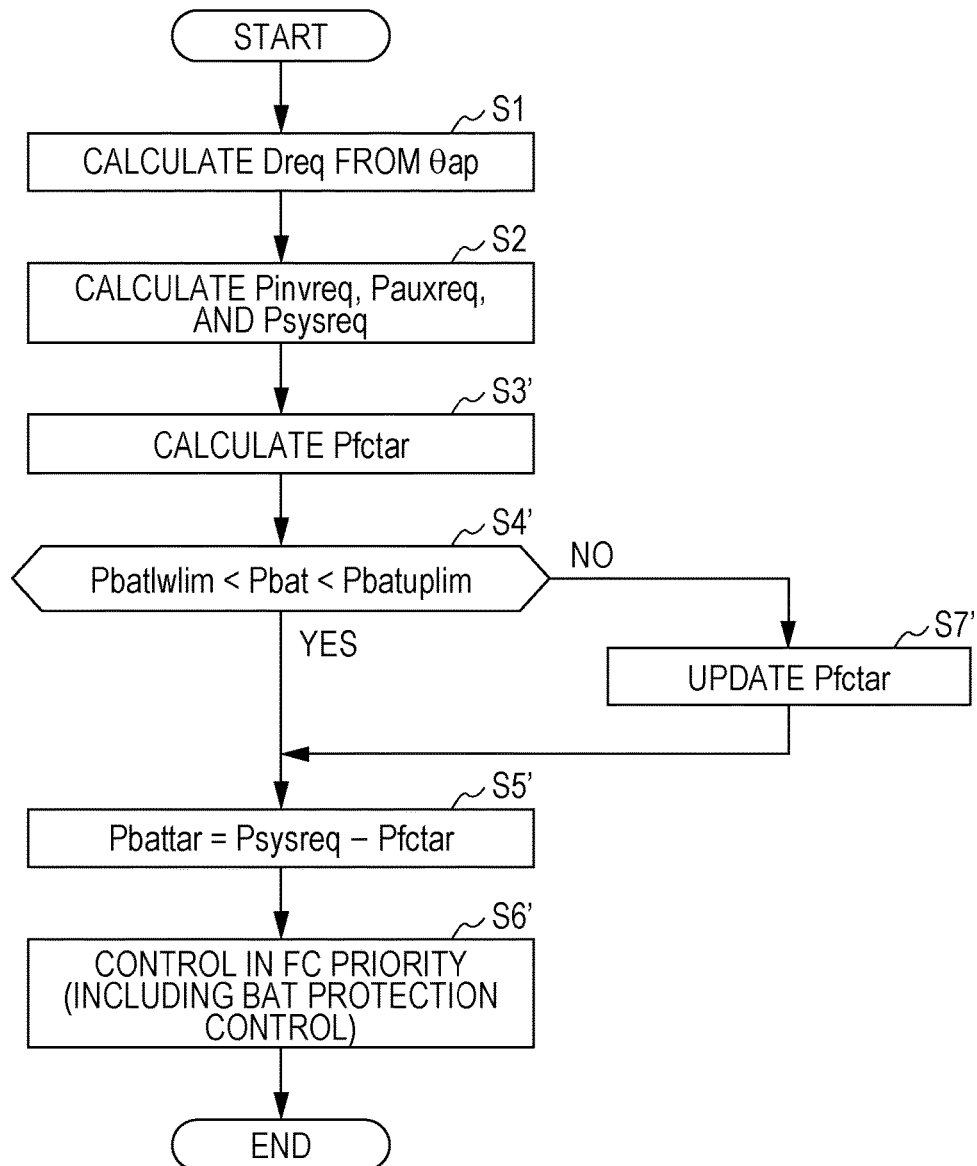 START
S1
CALCULATE Dreq FROM θap
S2
CALCULATE Pinvreq, Pauxreq,
AND Psysreq
S3'
CALCULATE Pfctar
S4'
Pbatlwlim < Pbat < Pbatuplim
NO
YES
S7'
UPDATE Pfctar
S5'
Pbattar = Psysreq – Pfctar
S6'
CONTROL IN FC PRIORITY
(INCLUDING BAT PROTECTION
CONTROL)
END